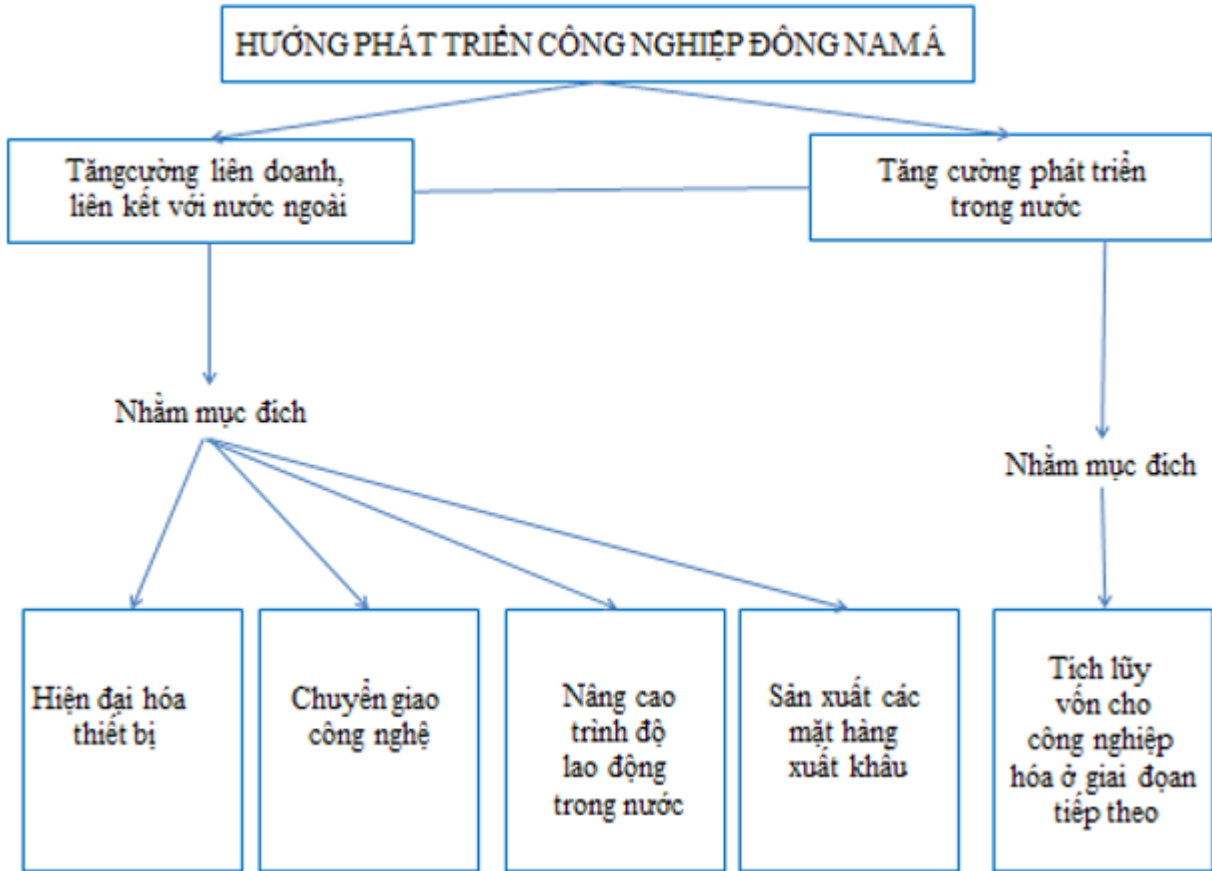 HƯỚNG PHÁT TRIỂN CÔNG NGHIỆP ĐÔNG NAM Á
Tăngcường liên doanh,
liên kết với nước ngoài
Tăng cường phát triển
trong nước
Nhằm mục đích
Nhằm mục đích
Hiện đại hóa
thiết bị
Chuyển giao
công nghệ
Nâng cao
trình độ
lao động
trong nước
Sản xuất các
mặt hàng
xuất khẩu
Tích lũy
vốn cho
công nghiệp
hóa ở giai đọan
tiếp theo